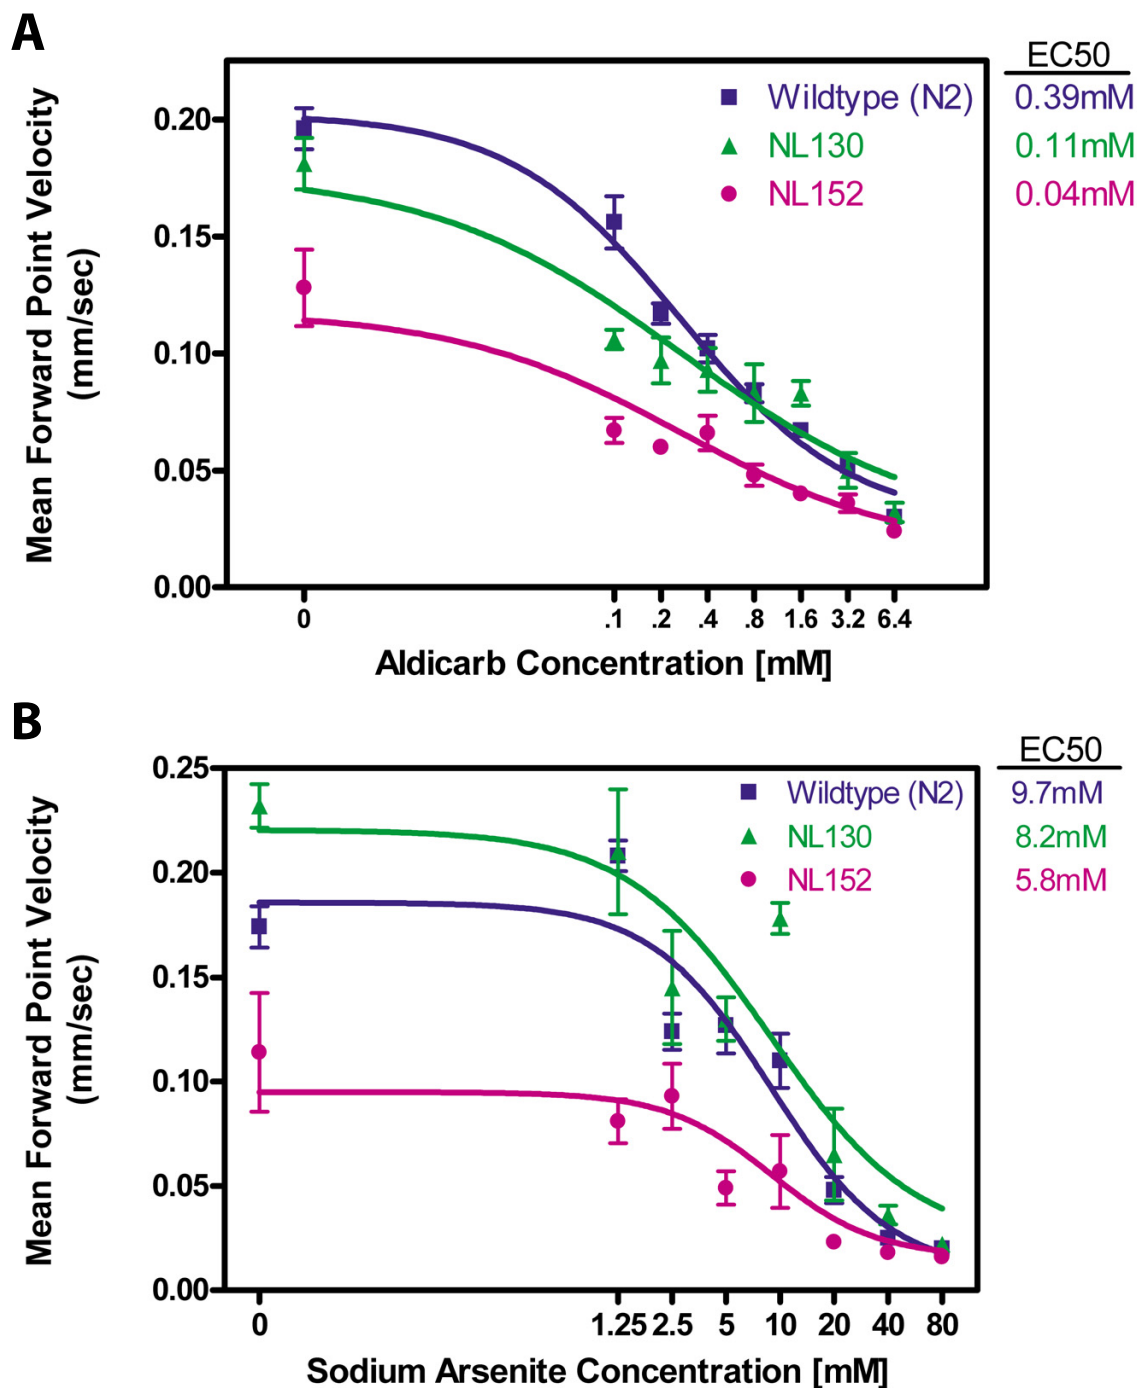 A
EC50
Wildtype (N2) 0.39mM
NL130 0.11mM
NL152 0.04mM
Mean Forward Point Velocity
(mm/sec)
0.20
0.15
0.10
0.05
0.00
0 .1 .2 .4 .8 1.6 3.2 6.4
Aldicarb Concentration [mM]
B
EC50
Wildtype (N2) 9.7mM
NL130 8.2mM
NL152 5.8mM
Mean Forward Point Velocity
(mm/sec)
0.25
0.20
0.15
0.10
0.05
0.00
0 1.25 2.5 5 10 20 40 80
Sodium Arsenite Concentration [mM]